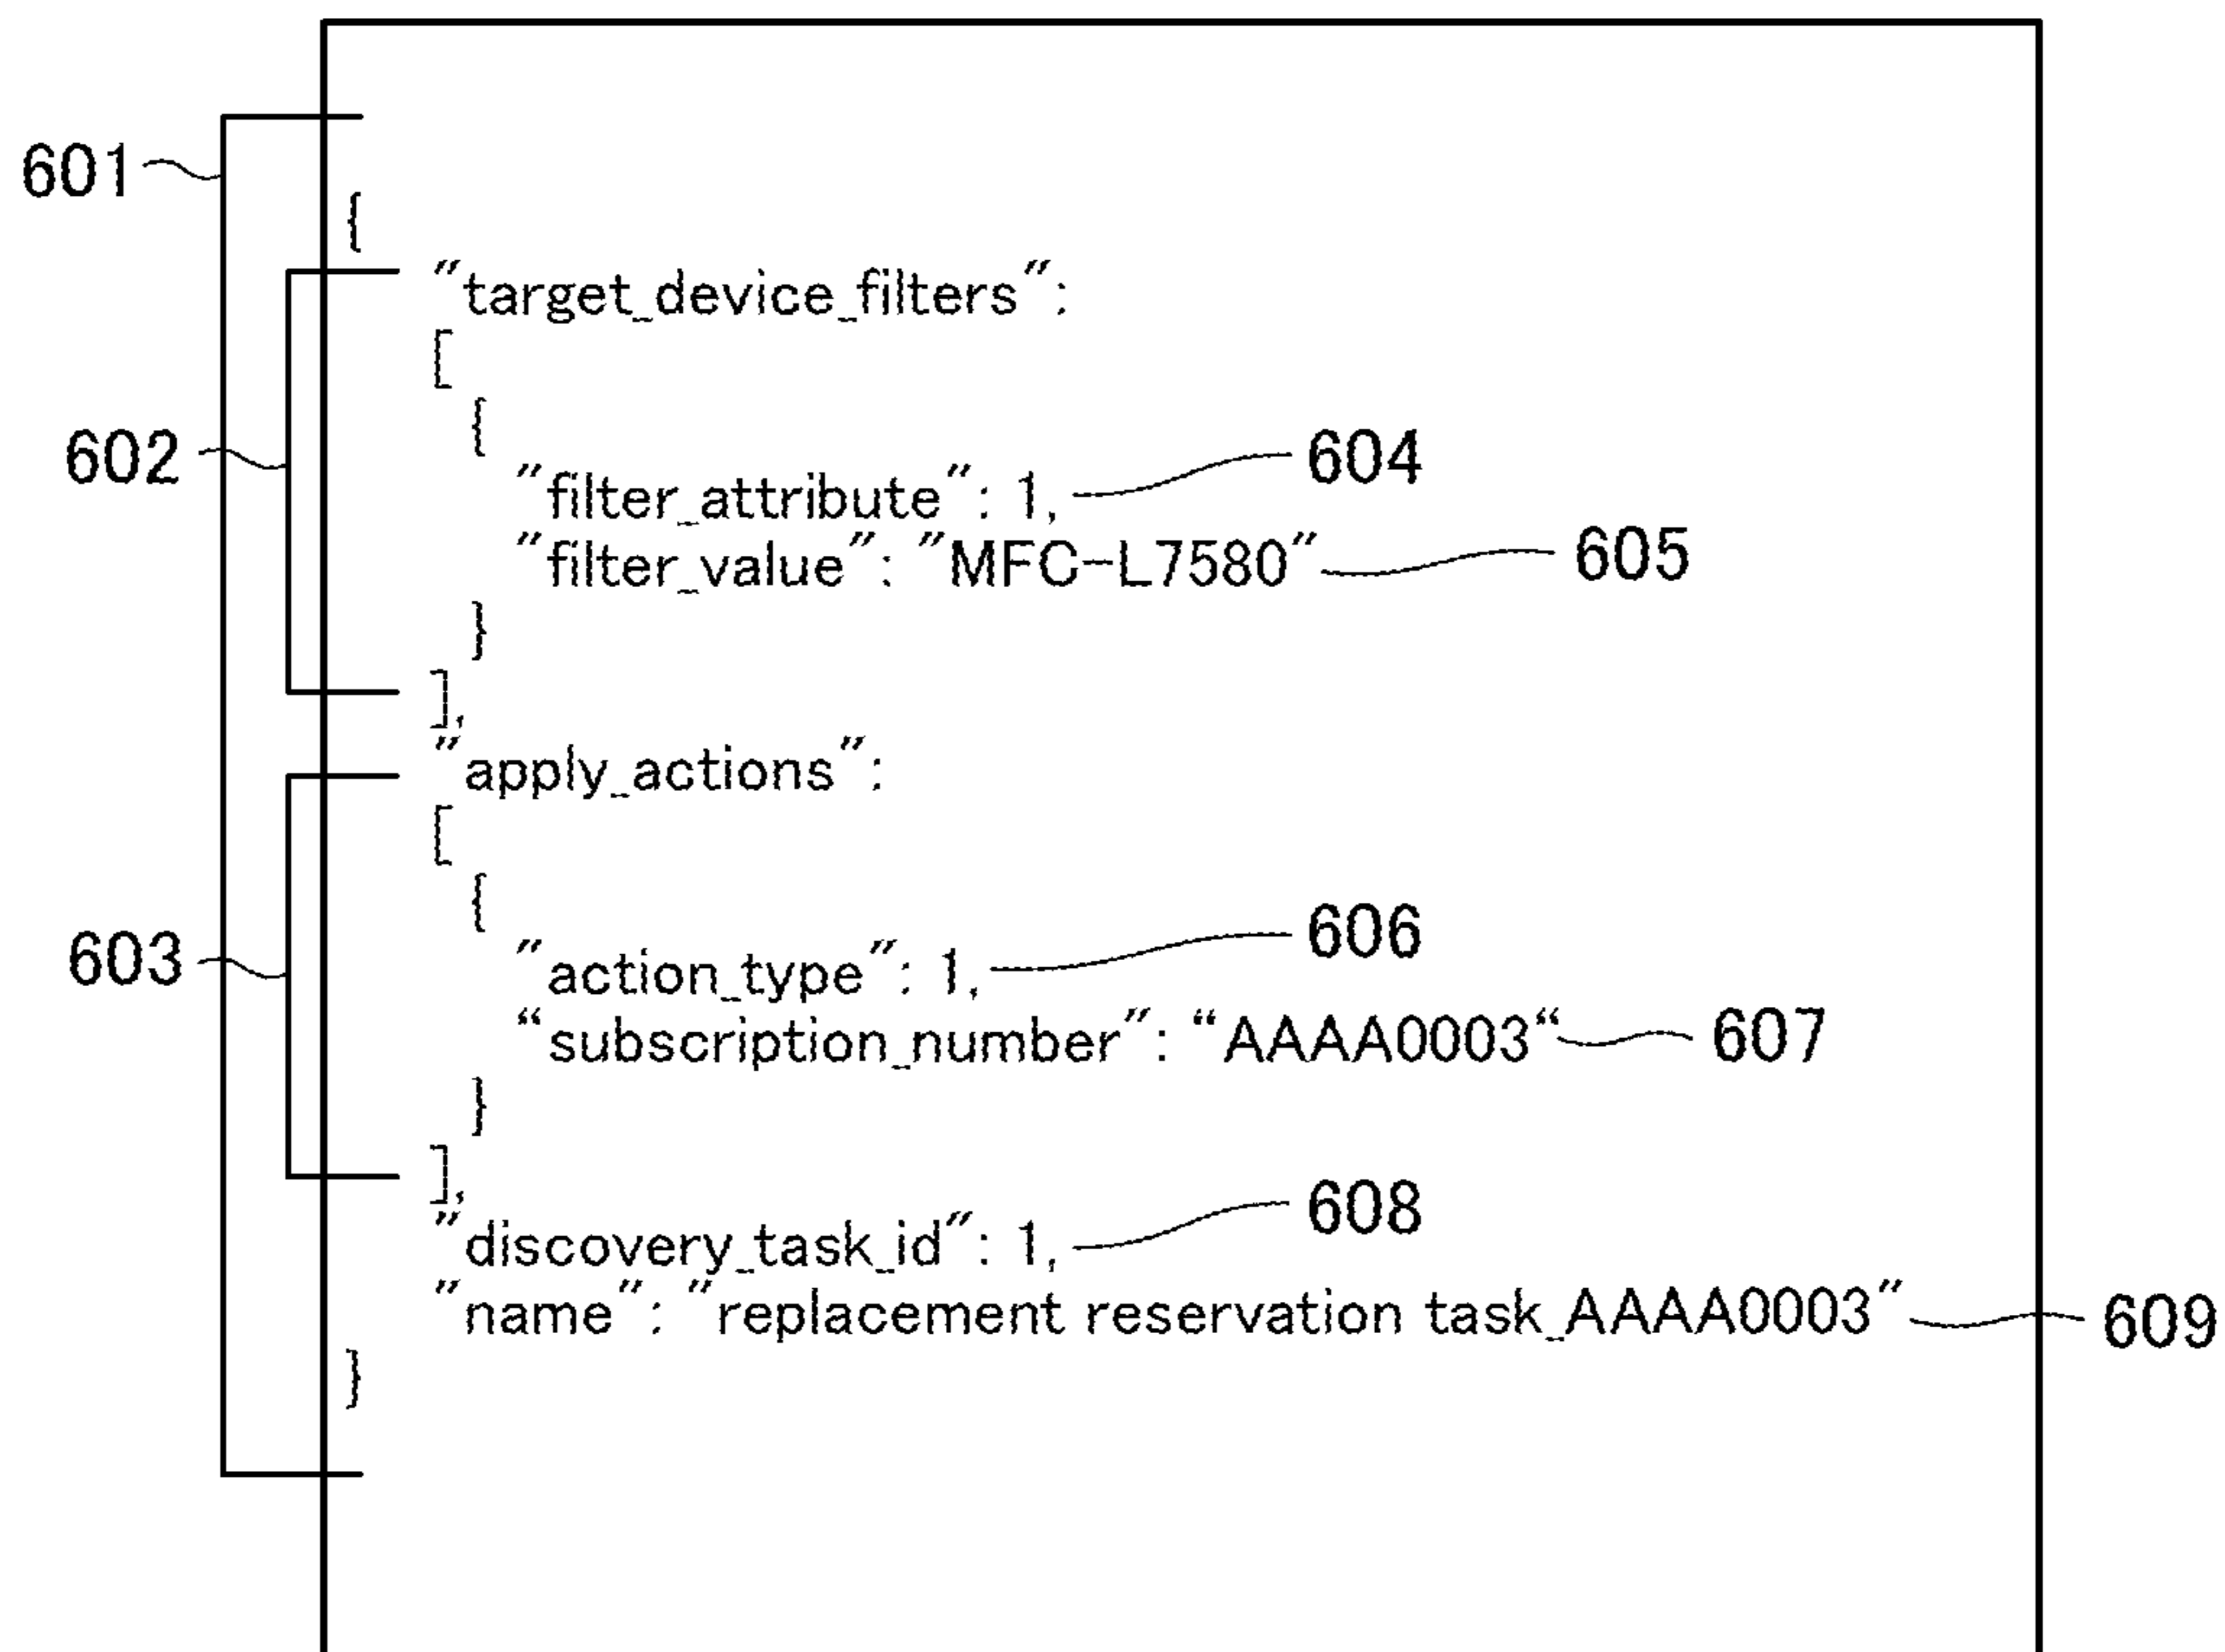 601
{
"target_device_filters":
[
{
602
"filter_attribute": 1,
604
"filter_value": "MFC-L7580"
605
}
],
"apply_actions":
[
{
603
"action_type": 1,
606
“subscription_number": “AAAA0003“
607
}
],
"discovery_task_id": 1,
608
"name": "replacement reservation task_AAAA0003"
609
}